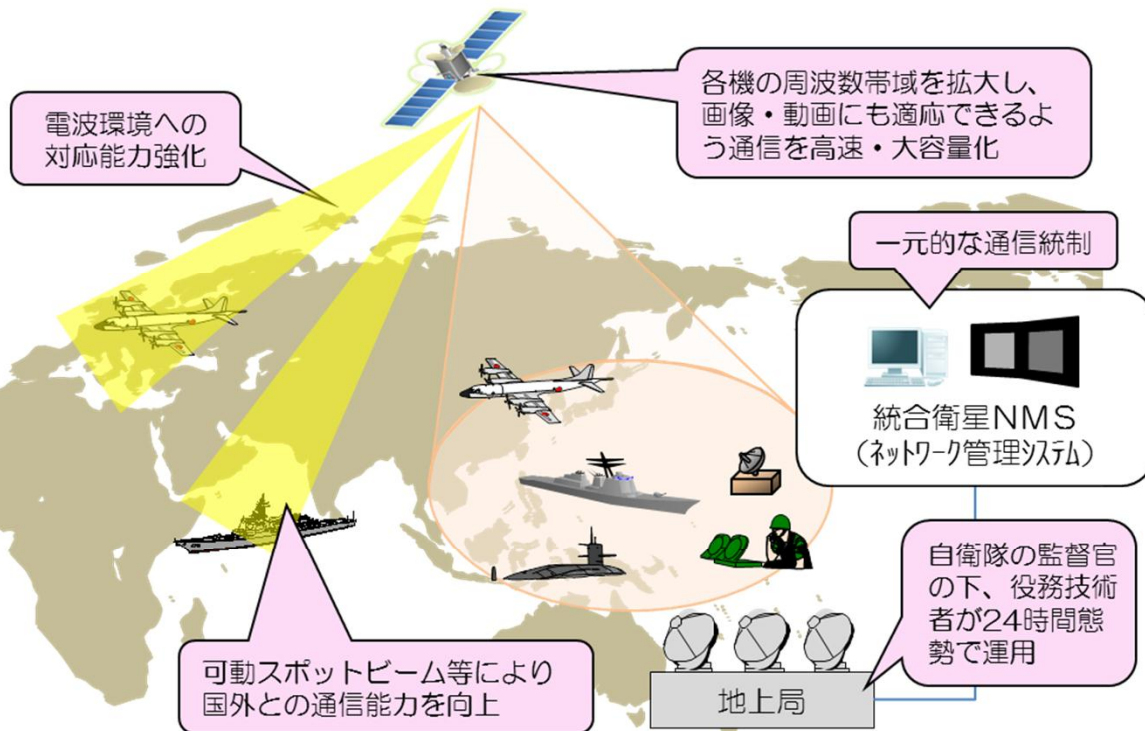 電波環境への
対応能力強化
各機の周波数帯域を拡大し、
画像・動画にも適応できるよ
う通信を高速・大容量化
一元的な通信統制
統合衛星NMS
(ネットワーク管理システム)
自衛隊の監督官
の下、役務技術
者が24時間態
勢で運用
可動スポットビーム等により
国外との通信能力を向上
地上局